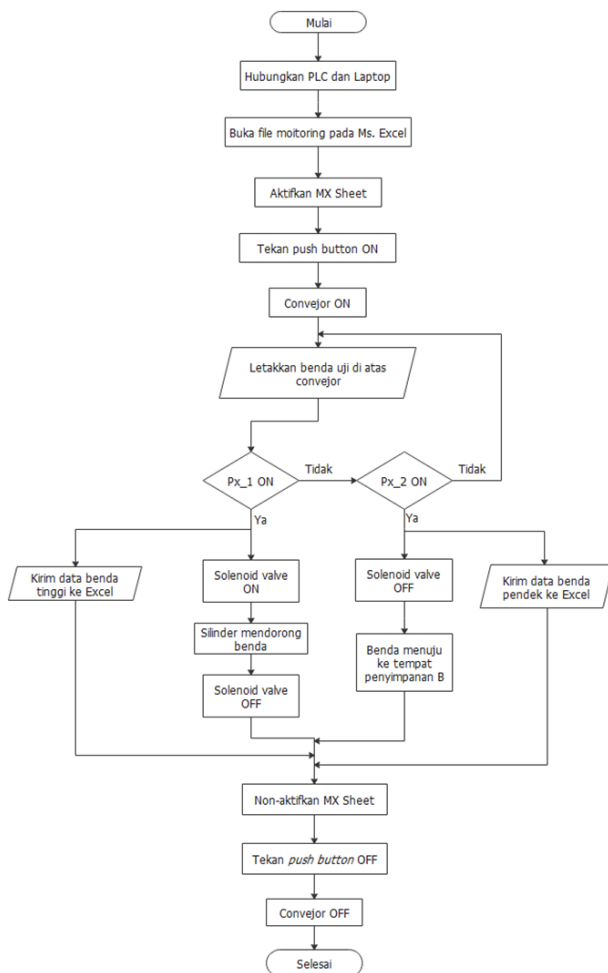 Mulai
Hubungkan PLC dan Laptop
Buka file moitoring pada Ms. Excel
Aktifkan MX Sheet
Tekan push button ON
Convejor ON
Letakkan benda uji di atas
convejor
Px_1 ON
Tidak
Px_2 ON
Tidak
Ya
Ya
Kirim data benda
tinggi ke Excel
Solenoid valve
ON
Solenoid valve
OFF
Kirim data benda
pendek ke Excel
Silinder mendorong
benda
Benda menuju
ke tempat
penyimpanan B
Solenoid valve
OFF
Non-aktifkan MX Sheet
Tekan push button OFF
Convejor OFF
Selesai